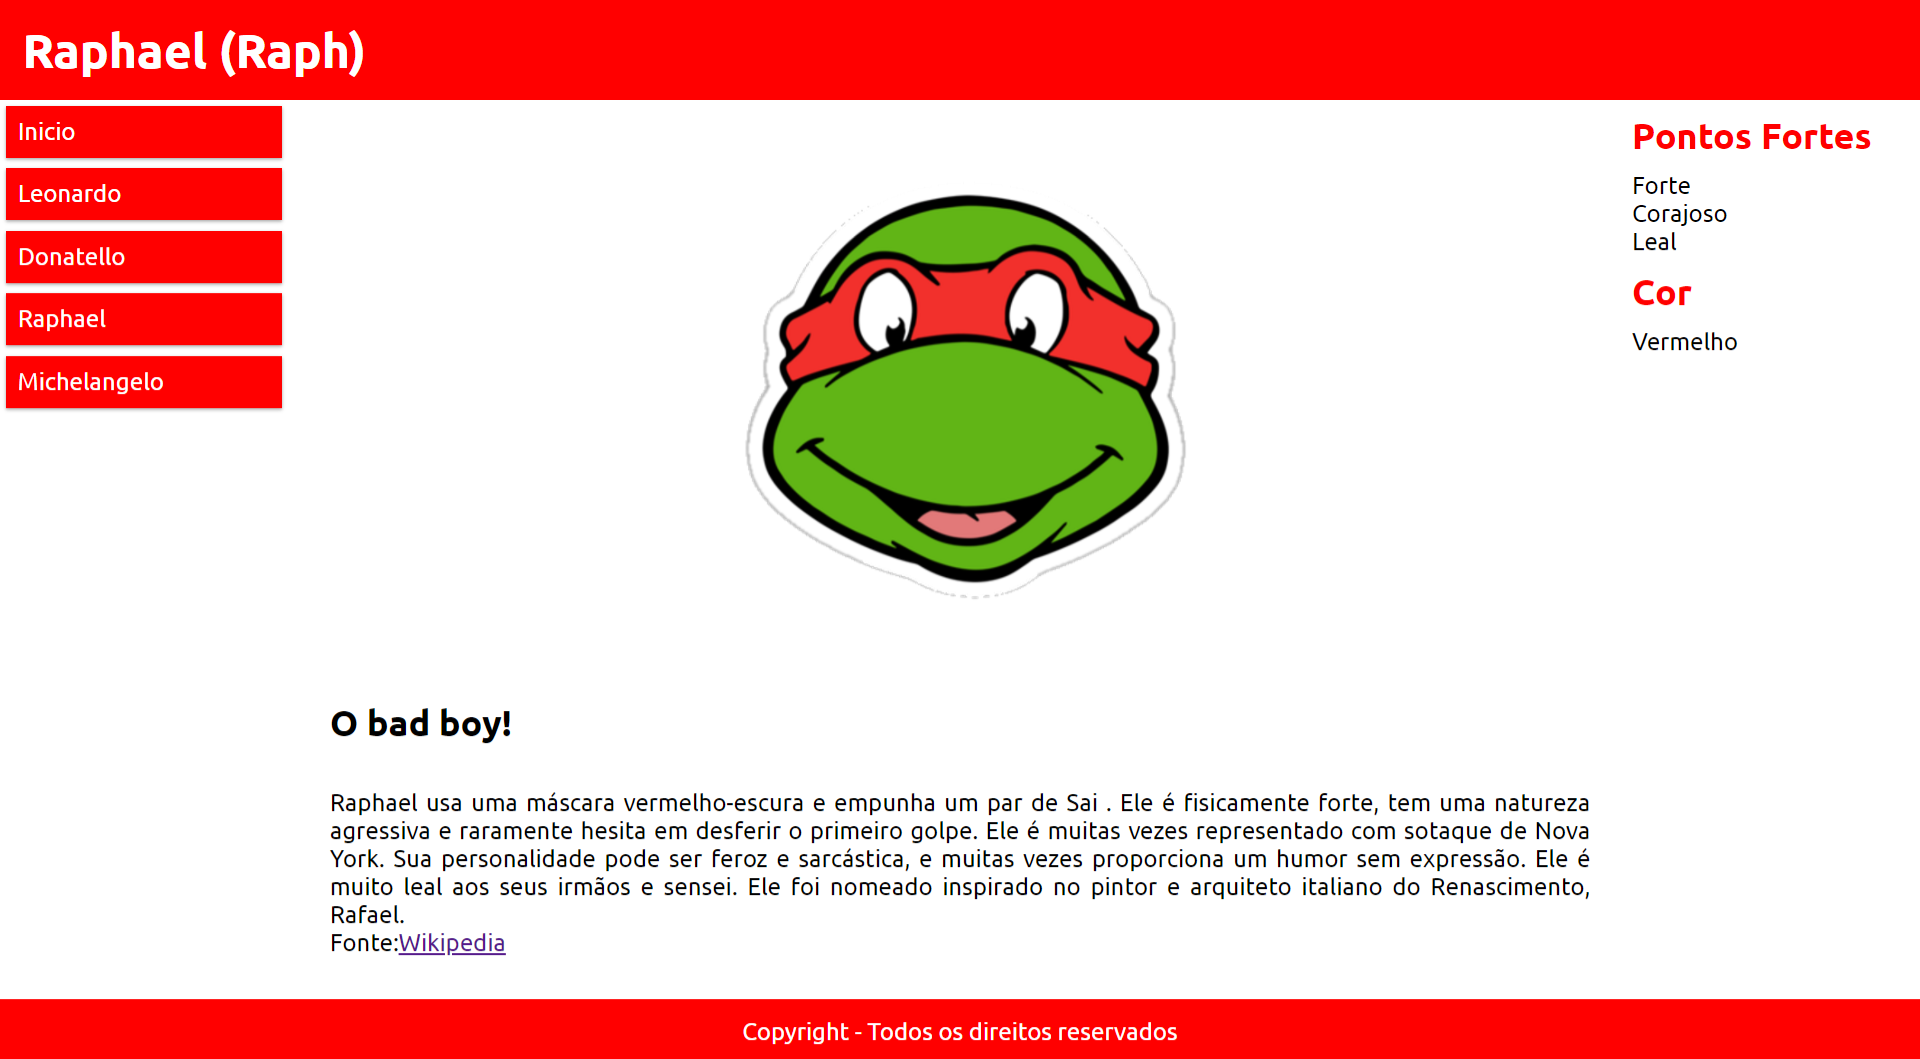 Raphael (Raph)
Inicio
Leonardo
Donatello
Raphael
Michelangelo
O bad boy!
Raphael usa uma máscara vermelho-escura e empunha um par de Sai . Ele é fisicamente forte, tem uma natureza
agressiva e raramente hesita em desferir o primeiro golpe. Ele é muitas vezes representado com sotaque de Nova
York. Sua personalidade pode ser feroz e sarcástica, e muitas vezes proporciona um humor sem expressão. Ele é
muito leal aos seus irmãos e sensei. Ele foi nomeado inspirado no pintor e arquiteto italiano do Renascimento,
Rafael.
Fonte:Wikipedia
Pontos Fortes
Forte
Corajoso
Leal
Cor
Vermelho
Copyright - Todos os direitos reservados